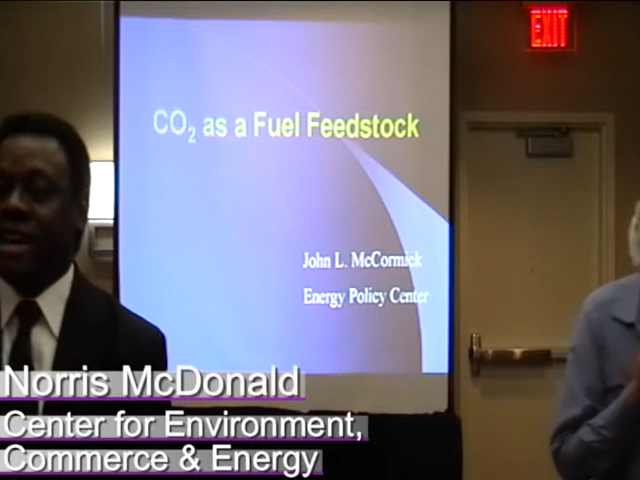 EXIT
CO₂ as a Fuel Feedstock
John L. McCormick
Energy Policy Center
Norris McDonald
Center for Environment,
Commerce & Energy